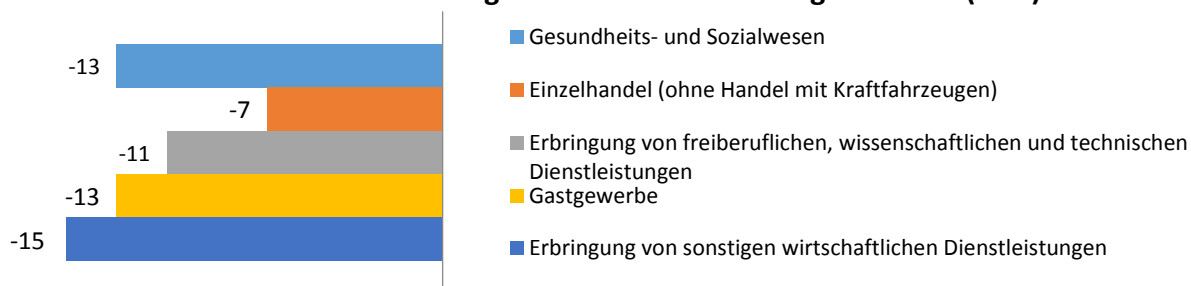 -13
-7
-11
-13
-15
Gesundheits- und Sozialwesen
Einzelhandel (ohne Handel mit Kraftfahrzeugen)
Erbringung von freiberuflichen, wissenschaftlichen und technischen
Dienstleistungen
Gastgewerbe
Erbringung von sonstigen wirtschaftlichen Dienstleistungen